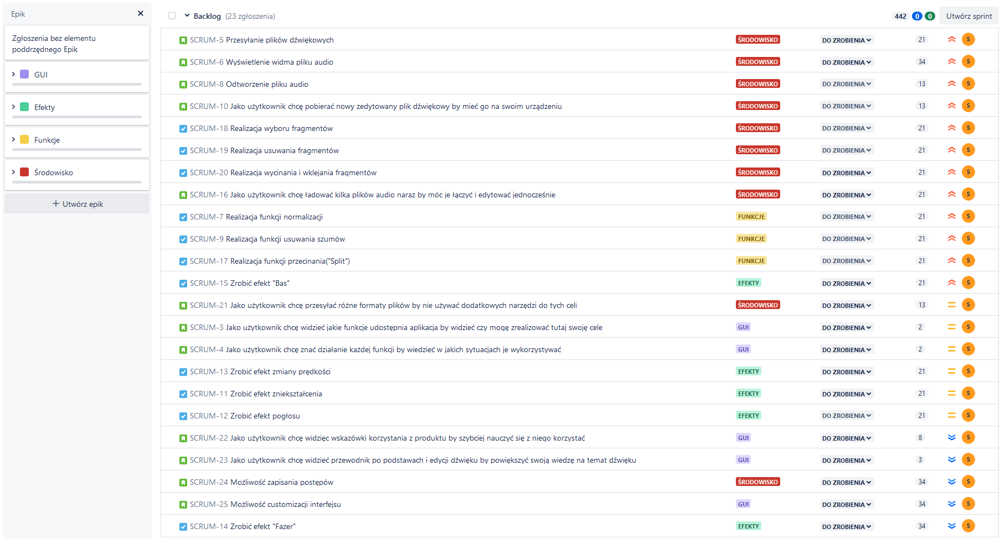 Epik
Zgłoszenia bez elementu
poddrzędnego Epik
GUI
Efekty
Funkcje
Środowisko
Utwórz epik
Backlog (23 zgłoszenia) 442 0 0 Utwórz sprint
SCRUM-5 Przesyłanie plików dźwiękowych ŚRODOWISKO DO ZROBIENIA 21 S
SCRUM-6 Wyświetlenie widma pliku audio ŚRODOWISKO DO ZROBIENIA 34 S
SCRUM-8 Odtworzenie pliku audio ŚRODOWISKO DO ZROBIENIA 13 S
SCRUM-10 Jako użytkownik chcę pobierać nowy zedytowany plik dźwiękowy by mieć go na swoim urządzeniu ŚRODOWISKO DO ZROBIENIA 13 S
SCRUM-18 Realizacja wyboru fragmentów ŚRODOWISKO DO ZROBIENIA 21 S
SCRUM-19 Realizacja usuwania fragmentów ŚRODOWISKO DO ZROBIENIA 21 S
SCRUM-20 Realizacja wycinania i wklejania fragmentów ŚRODOWISKO DO ZROBIENIA 21 S
SCRUM-16 Jako użytkownik chcę ładować kilka plików audio naraz by móc je łączyć i edytować jednocześnie ŚRODOWISKO DO ZROBIENIA 21 S
SCRUM-7 Realizacja funkcji normalizacji FUNKCJE DO ZROBIENIA 21 S
SCRUM-9 Realizacja funkcji usuwania szumów FUNKCJE DO ZROBIENIA 21 S
SCRUM-17 Realizacja funkcji przecinania("Split") FUNKCJE DO ZROBIENIA 21 S
SCRUM-15 Zrobić efekt "Bas" EFEKTY DO ZROBIENIA 21 S
SCRUM-21 Jako użytkownik chcę przesyłać różne formaty plików by nie używać dodatkowych narzędzi do tych celi ŚRODOWISKO DO ZROBIENIA 13 S
SCRUM-3 Jako użytkownik chcę widzieć jakie funkcje udostępnia aplikacja by widzieć czy mogę zrealizować tutaj swoję cele GUI DO ZROBIENIA 2 S
SCRUM-4 Jako użytkownik chcę znać działanie każdej funkcji by wiedzieć w jakich sytuacjach je wykorzystywać GUI DO ZROBIENIA 2 S
SCRUM-13 Zrobić efekt zmiany prędkości EFEKTY DO ZROBIENIA 21 S
SCRUM-11 Zrobić efekt zniekształcenia EFEKTY DO ZROBIENIA 21 S
SCRUM-12 Zrobić efekt pogłosu EFEKTY DO ZROBIENIA 21 S
SCRUM-22 Jako użytkownik chcę widzięc wskazówki korzystania z produktu by szybciej nauczyć się z niego korzystać GUI DO ZROBIENIA 8 S
SCRUM-23 Jako użytkownik chcę widzieć przewodnik po podstawach i edycji dźwięku by powiększyć swoją wiedzę na temat dźwięku GUI DO ZROBIENIA 3 S
SCRUM-24 Możliwość zapisania postępów ŚRODOWISKO DO ZROBIENIA 34 S
SCRUM-25 Możliwość customizacji interfejsu GUI DO ZROBIENIA 34 S
SCRUM-14 Zrobić efekt "Fazer" EFEKTY DO ZROBIENIA 34 S